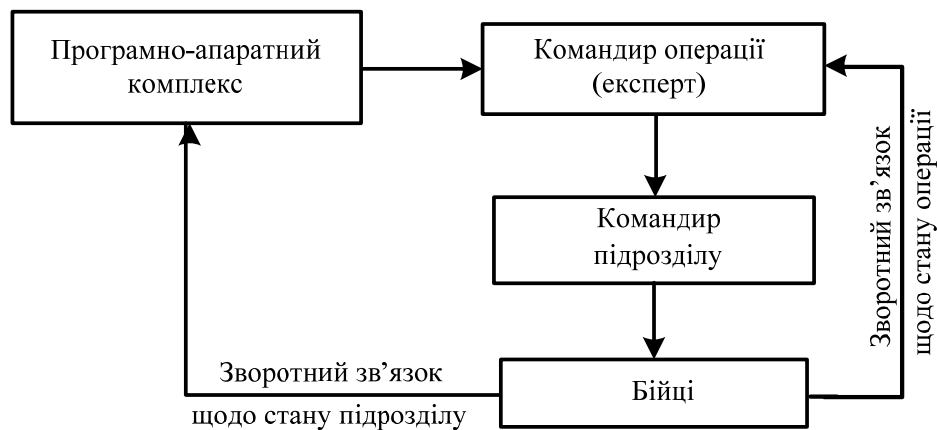 Програмно-апаратний
комплекс
Командир операції
(експерт)
Командир
підрозділу
Бійці
Зворотний зв’язок
щодо стану підрозділу
Зворотний зв’язок
щодо стану операції